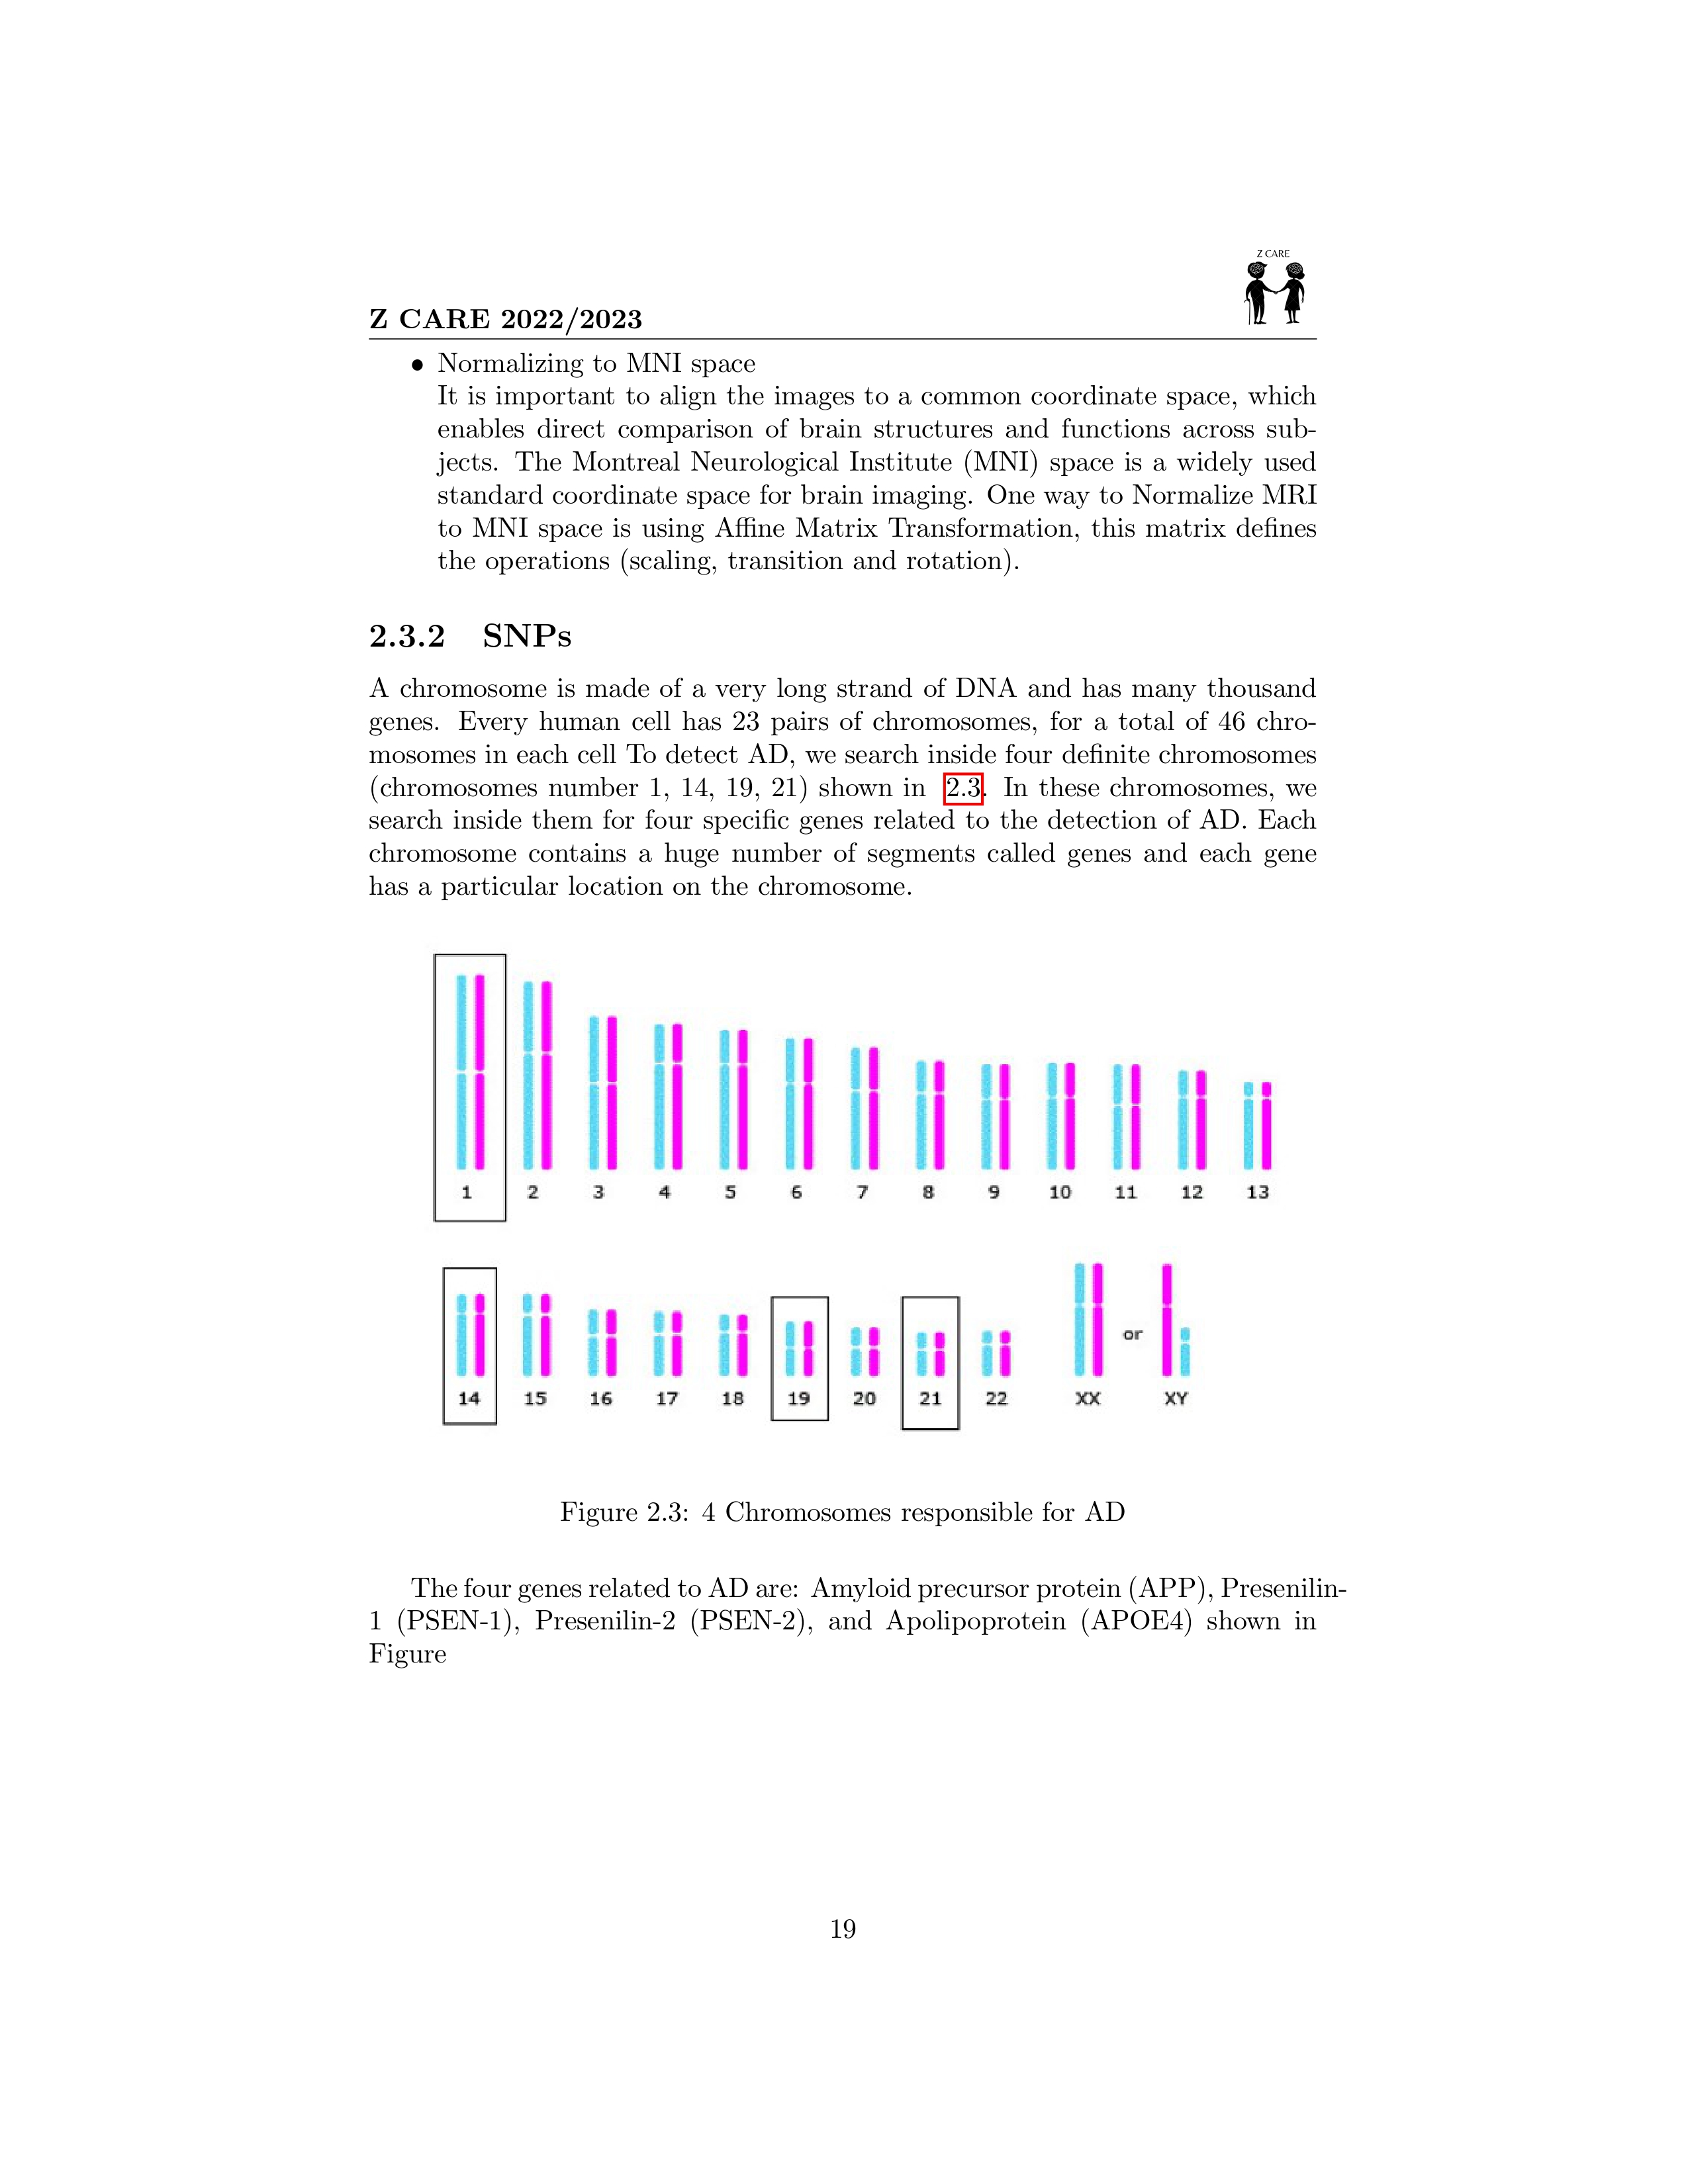 Z CARE
Z CARE 2022/2023
• Normalizing to MNI space
It is important to align the images to a common coordinate space, which
enables direct comparison of brain structures and functions across sub-
jects. The Montreal Neurological Institute (MNI) space is a widely used
standard coordinate space for brain imaging. One way to Normalize MRI
to MNI space is using Affine Matrix Transformation, this matrix defines
the operations (scaling, transition and rotation).
2.3.2 SNPs
A chromosome is made of a very long strand of DNA and has many thousand
genes. Every human cell has 23 pairs of chromosomes, for a total of 46 chro-
mosomes in each cell To detect AD, we search inside four definite chromosomes
(chromosomes number 1, 14, 19, 21) shown in 2.3. In these chromosomes, we
search inside them for four specific genes related to the detection of AD. Each
chromosome contains a huge number of segments called genes and each gene
has a particular location on the chromosome.
1 2 3 4 5 6 7 8 9 10 11 12 13
or
14 15 16 17 18 19 20 21 22 XX XY
Figure 2.3: 4 Chromosomes responsible for AD
The four genes related to AD are: Amyloid precursor protein (APP), Presenilin-
1 (PSEN-1), Presenilin-2 (PSEN-2), and Apolipoprotein (APOE4) shown in
Figure
19